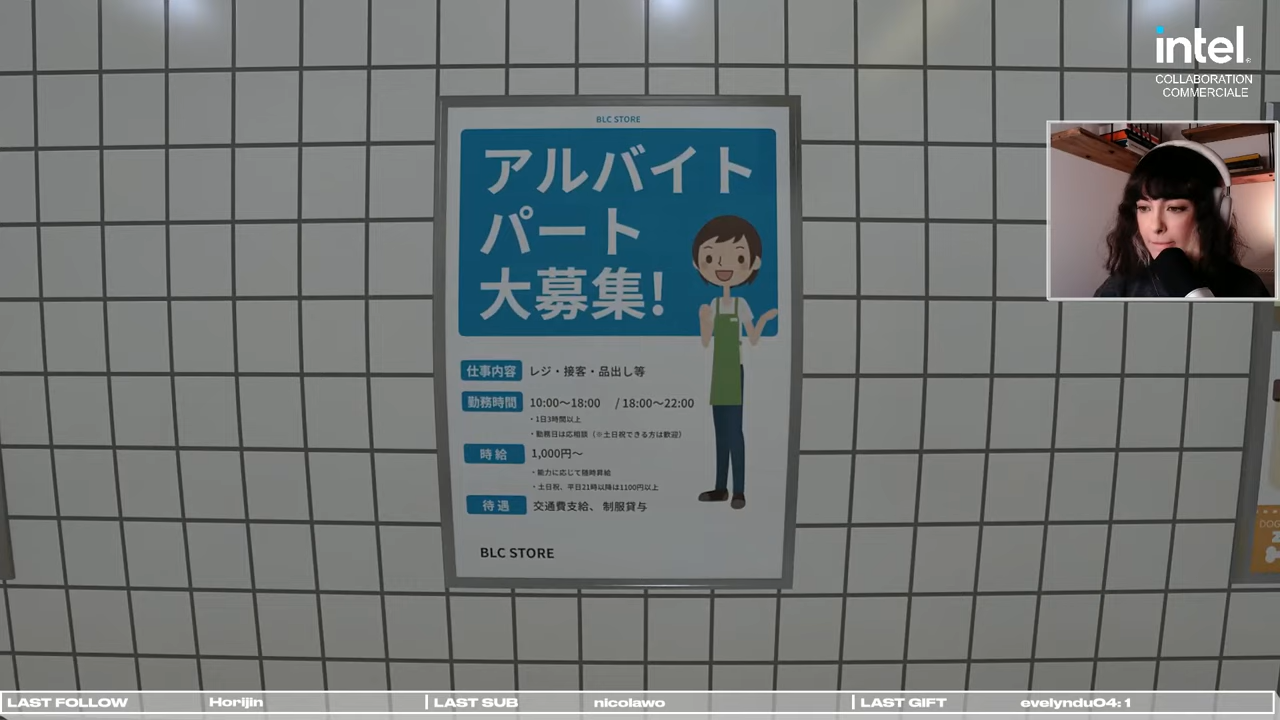 intel
COLLABORATION
COMMERCIALE
BLC STORE
アルバイト
パート
大募集!
仕事内容 レジ・接客・品出し等
勤務時間 10:00〜18:00 / 18:00〜22:00
・1日3時間以上
・勤務日は応相談（※土日祝できる方は歓迎）
時給 1,000円〜
・能力に応じて随時昇給
・土日祝、平日21時以降は1100円以上
待遇 交通費支給、制服貸与
BLC STORE
DOG
LAST FOLLOW Horijin LAST SUB nicolawo LAST GIFT evelyndu04: 1